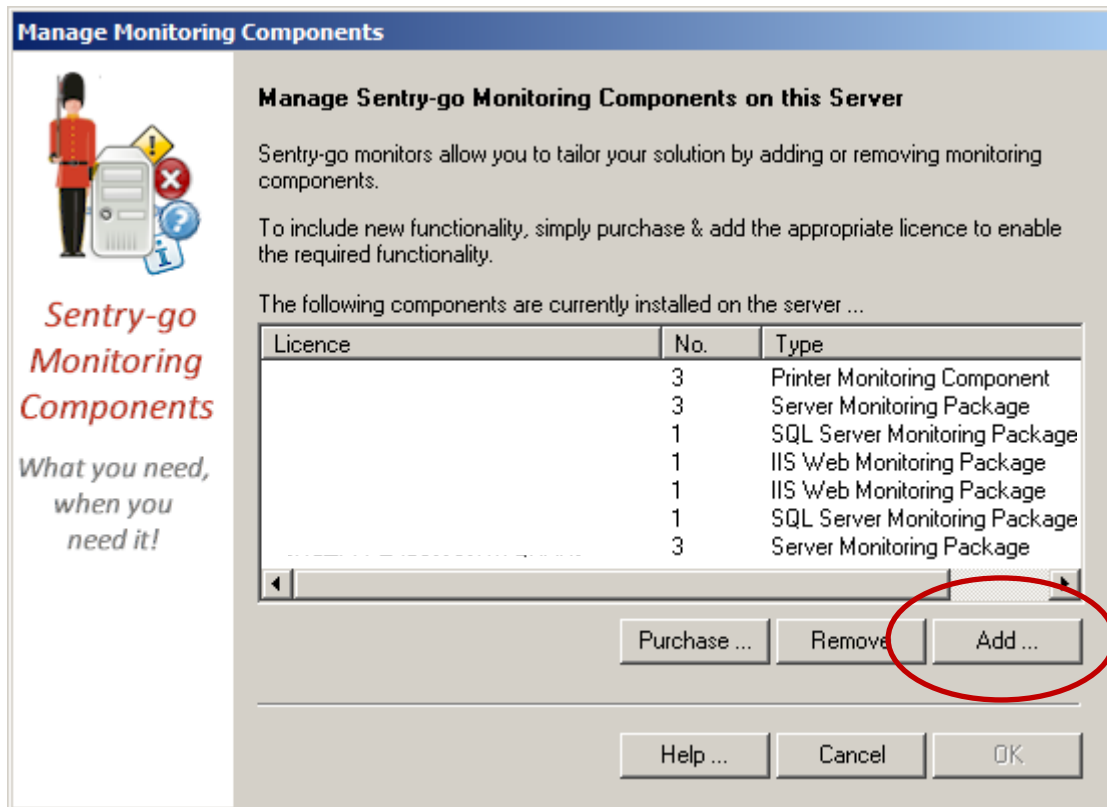 Manage Monitoring Components
Manage Sentry-go Monitoring Components on this Server
Sentry-go monitors allow you to tailor your solution by adding or removing monitoring
components.
To include new functionality, simply purchase & add the appropriate licence to enable
the required functionality.
The following components are currently installed on the server ...
Sentry-go
Monitoring
Components
What you need,
when you
need it!
Licence No. Type
3 Printer Monitoring Component
3 Server Monitoring Package
1 SQL Server Monitoring Package
1 IIS Web Monitoring Package
1 IIS Web Monitoring Package
1 SQL Server Monitoring Package
3 Server Monitoring Package
Purchase ... Remove Add ...
Help ... Cancel OK